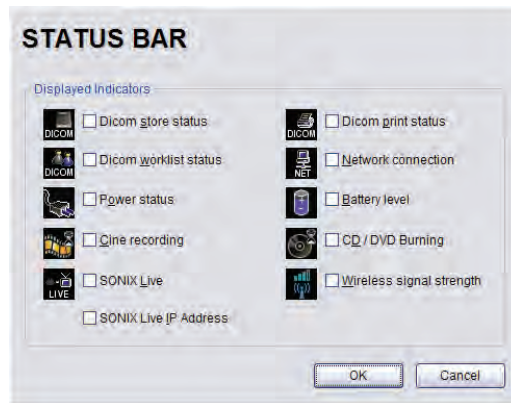 STATUS BAR
Displayed Indicators
DICOM Dicom store status
DICOM Dicom print status
DICOM Dicom worklist status
NET Network connection
Power status
Battery level
Cine recording
CD / DVD Burning
LIVE SONIX Live
Wireless signal strength
SONIX Live IP Address
OK Cancel